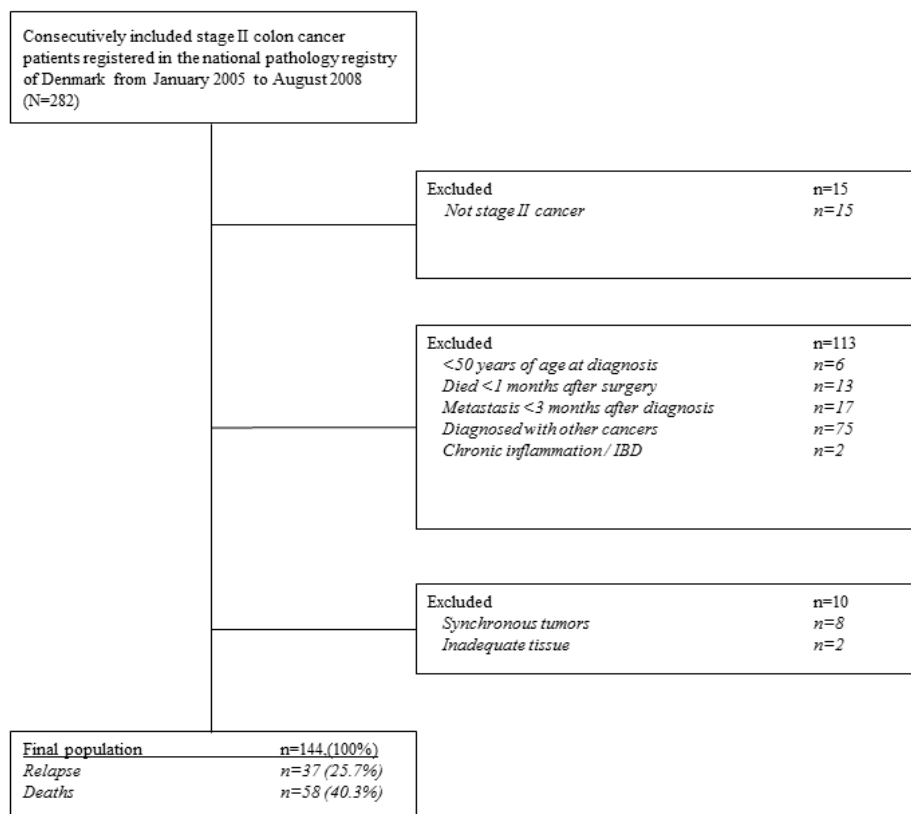 Consecutively included stage II colon cancer
patients registered in the national pathology registry
of Denmark from January 2005 to August 2008
(N=282)
Excluded n=15
Not stage II cancer n=15
Excluded n=113
<50 years of age at diagnosis n=6
Died <1 months after surgery n=13
Metastasis <3 months after diagnosis n=17
Diagnosed with other cancers n=75
Chronic inflammation / IBD n=2
Excluded n=10
Synchronous tumors n=8
Inadequate tissue n=2
Final population n=144.(100%)
Relapse n=37 (25.7%)
Deaths n=58 (40.3%)